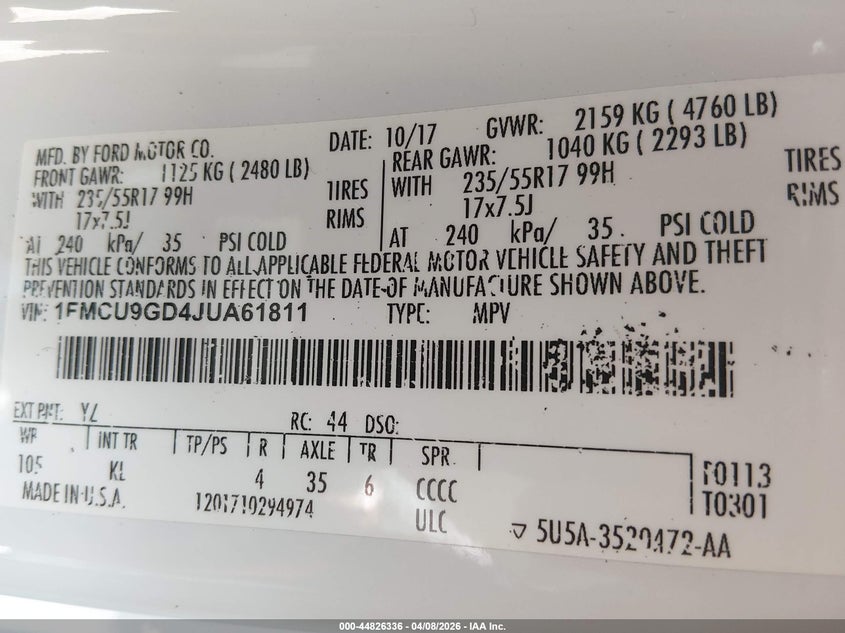 MFD. BY FORD MOTOR CO. DATE: 10/17 GVWR: 2159 KG ( 4760 LB)
FRONT GAWR: 1125 KG ( 2480 LB) REAR GAWR: 1040 KG ( 2293 LB)
WITH 235/55R17 99H TIRES WITH 235/55R17 99H TIRES
17x7.5J RIMS 17x7.5J RIMS
AT 240 kPa/ 35 PSI COLD AT 240 kPa/ 35 PSI COLD
THIS VEHICLE CONFORMS TO ALL APPLICABLE FEDERAL MOTOR VEHICLE SAFETY AND THEFT
PREVENTION STANDARDS IN EFFECT ON THE DATE OF MANUFACTURE SHOWN ABOVE.
VIN: 1FMCU9GD4JUA61811 TYPE: MPV
EXT PNT: YZ RC: 44 DSO:
WB INT TR TP/PS R AXLE TR SPR
105 KL 4 35 6 CCCC F0113
MADE IN U.S.A. 1201710294974 ULC T0301
5U5A-3520472-AA
000-44826336 - 04/08/2026 - IAA Inc.